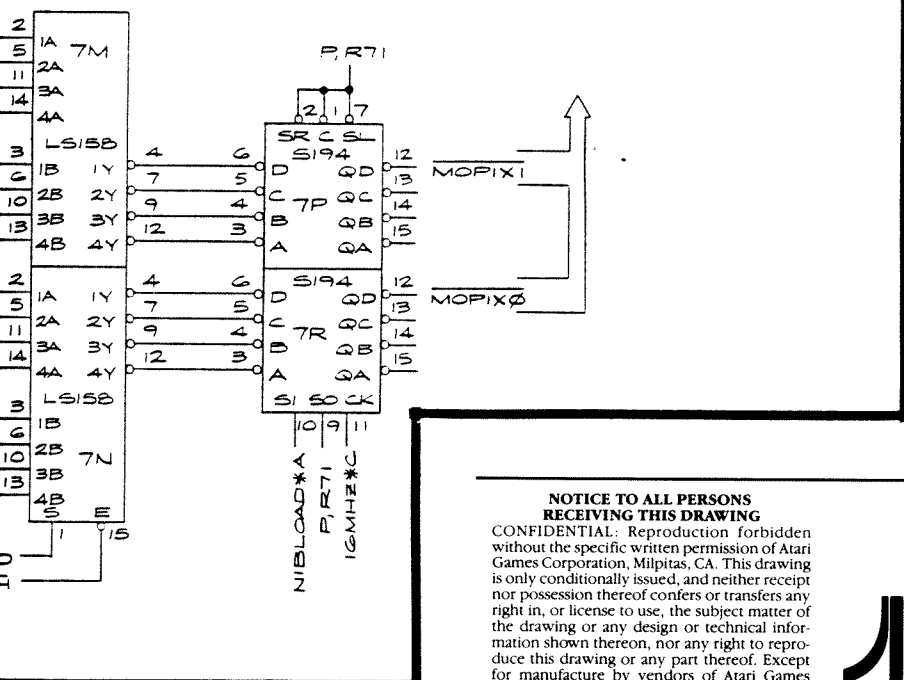 P,R71
2 1 7
2
5
11
14
1A 7M
2A
3A
4A
LS158
3
6
10
13
1B 1Y
2B 2Y
3B 3Y
4B 4Y
4 6
7 5
9 4
12 3
SR C SL
S194
D QD
C 7P QC
B QB
A QA
12
13
14
15
MOPIX1
2
5
11
14
1A 1Y
2A 2Y
3A 3Y
4A 4Y
LS158
4 6
7 5
9 4
12 3
S194
D QD
C QC
7R
B QB
A QA
S1 S0 CK
12
13
14
15
MOPIXØ
3
6
10
13
1B
2B 7N
3B
4B
S E
1 15
10 9 11
NIBLOAD*A
P,R71
16MHZ*C
NOTICE TO ALL PERSONS
RECEIVING THIS DRAWING
CONFIDENTIAL: Reproduction forbidden
without the specific written permission of Atari
Games Corporation, Milpitas, CA. This drawing
is only conditionally issued, and neither receipt
nor possession thereof confers or transfers any
right in, or license to use, the subject matter of
the drawing or any design or technical infor-
mation shown thereon, nor any right to repro-
duce this drawing or any part thereof. Except
for manufacture by vendors of Atari Games